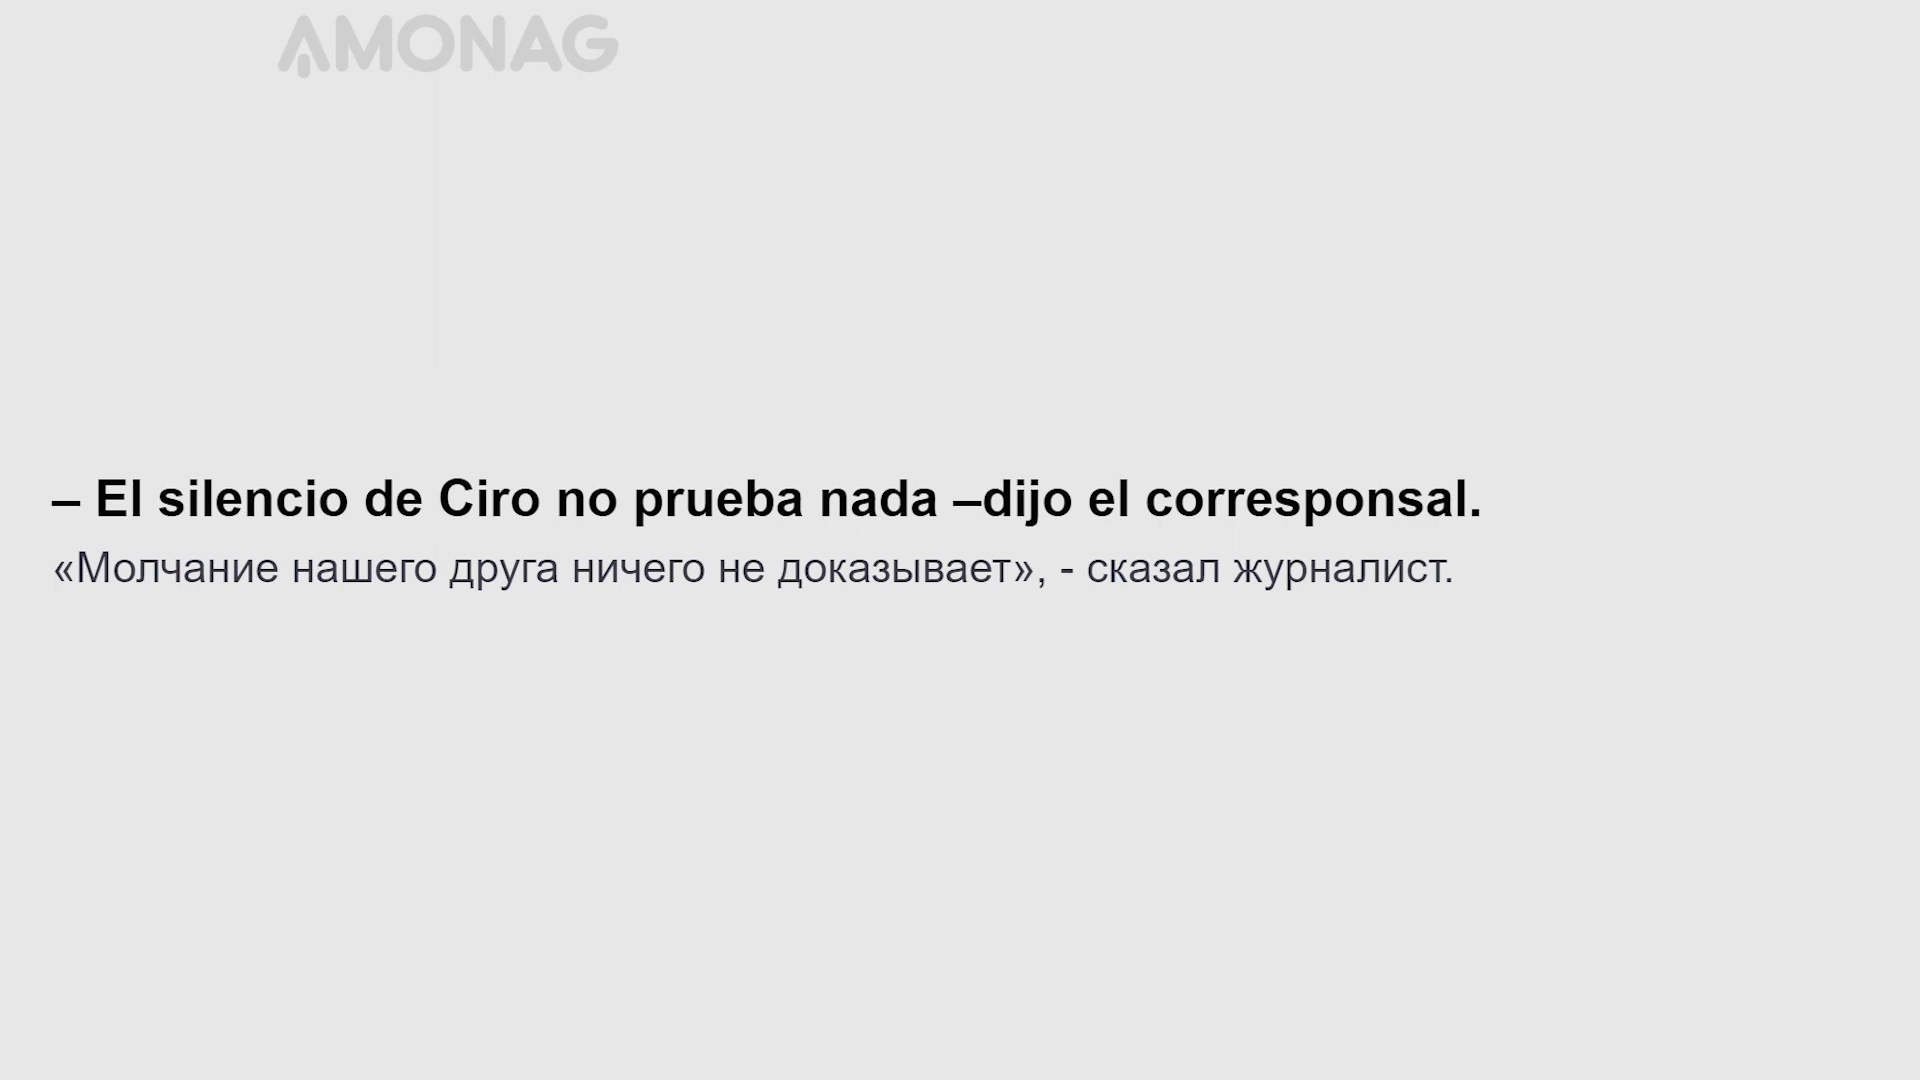 AMONAG
– El silencio de Ciro no prueba nada –dijo el corresponsal.
«Молчание нашего друга ничего не доказывает», - сказал журналист.